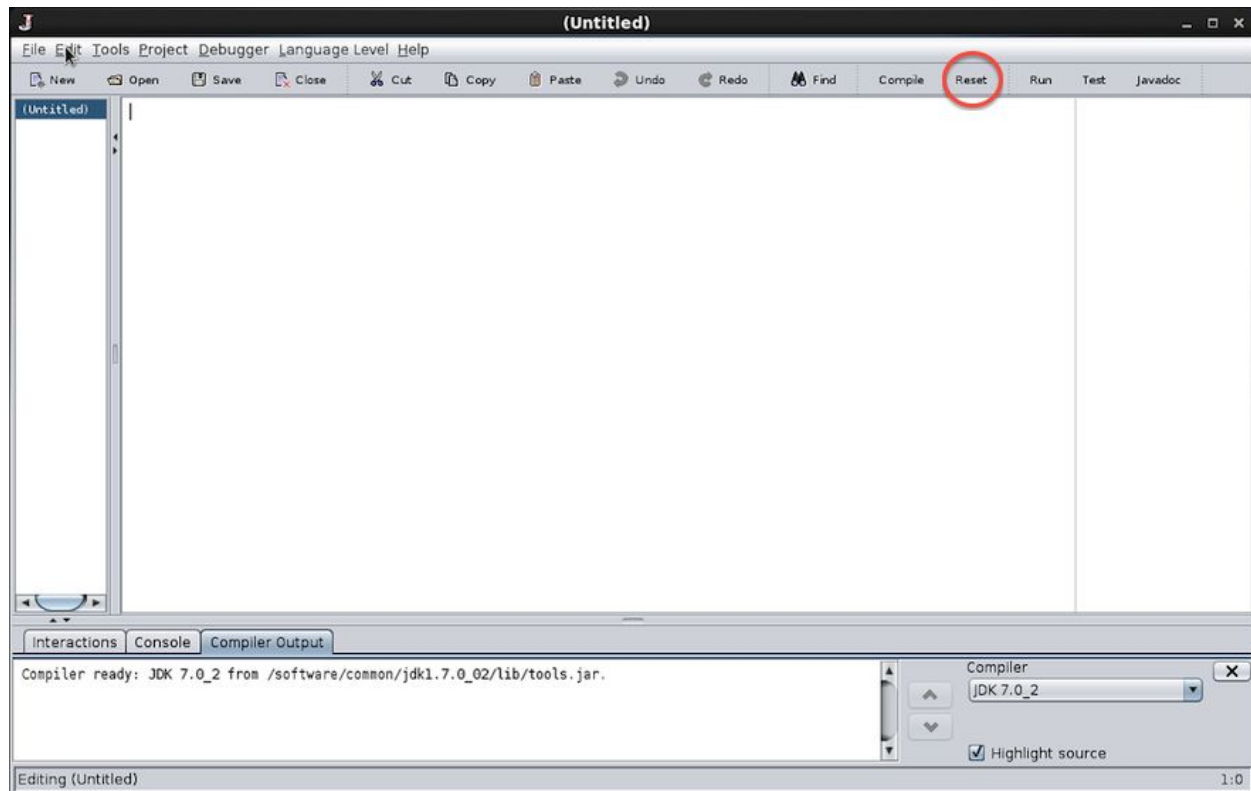 J (Untitled)
File Edit Tools Project Debugger Language Level Help
New Open Save Close Cut Copy Paste Undo Redo Find Compile Reset Run Test Javadoc
(Untitled)
Interactions Console Compiler Output
Compiler ready: JDK 7.0_2 from /software/common/jdk1.7.0_02/lib/tools.jar.
Compiler
JDK 7.0_2
Highlight source
Editing (Untitled) 1:0